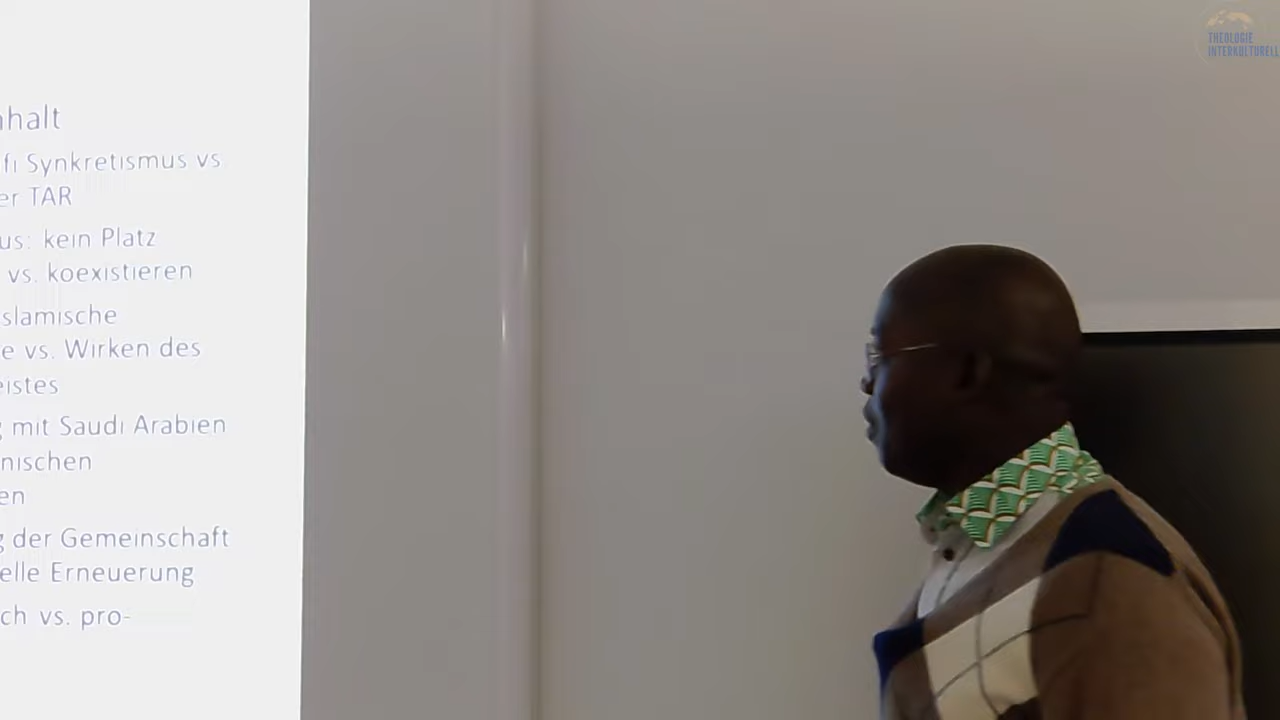 nhalt
fi Synkretismus vs.
er TAR
us: kein Platz
vs. koexistieren
slamische
e vs. Wirken des
eistes
g mit Saudi Arabien
nischen
en
g der Gemeinschaft
elle Erneuerung
ch vs. pro-
THEOLOGIE
INTERKULTURELL